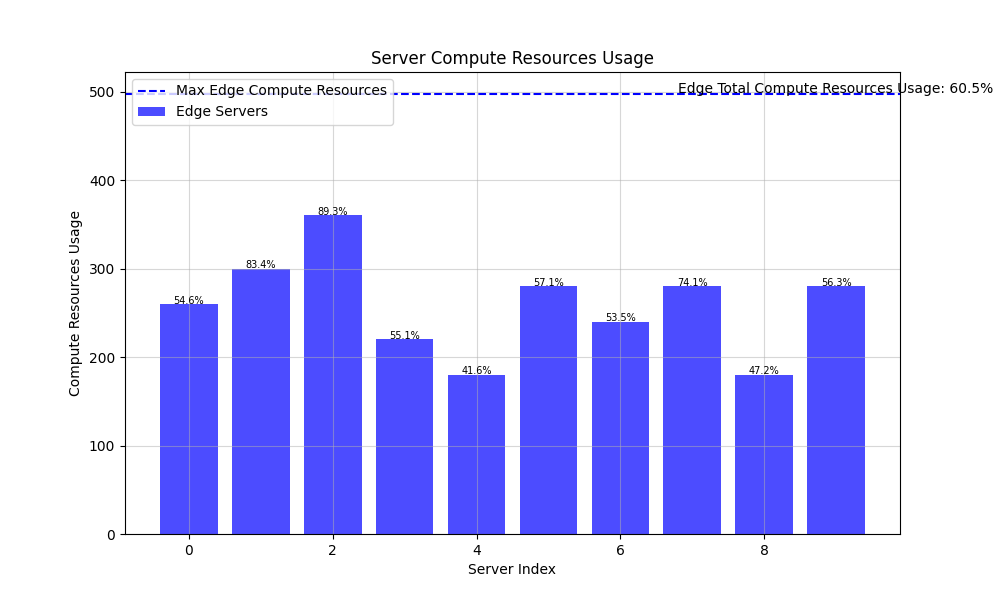 Server Compute Resources Usage
Max Edge Compute Resources
Edge Servers
Edge Total Compute Resources Usage: 60.5%
Compute Resources Usage
500
400
300
200
100
0
54.6%
83.4%
89.3%
55.1%
41.6%
57.1%
53.5%
74.1%
47.2%
56.3%
0 2 4 6 8
Server Index